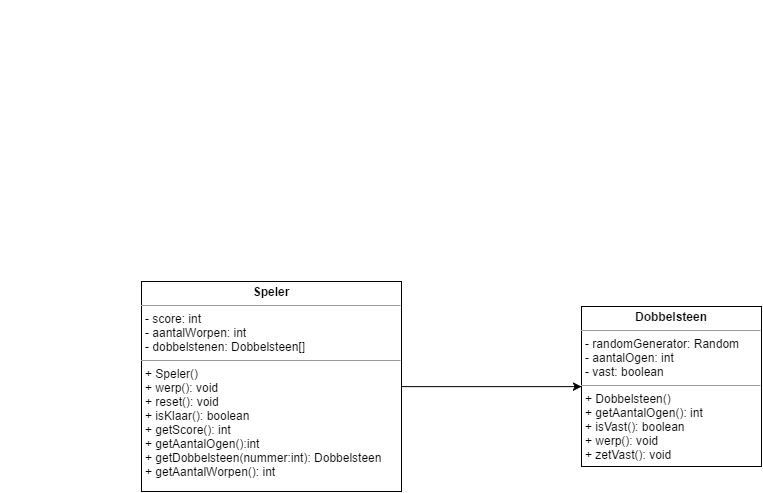 Speler
- score: int
- aantalWorpen: int
- dobbelstenen: Dobbelsteen[]
+ Speler()
+ werp(): void
+ reset(): void
+ isKlaar(): boolean
+ getScore(): int
+ getAantalOgen():int
+ getDobbelsteen(nummer:int): Dobbelsteen
+ getAantalWorpen(): int
Dobbelsteen
- randomGenerator: Random
- aantalOgen: int
- vast: boolean
+ Dobbelsteen()
+ getAantalOgen(): int
+ isVast(): boolean
+ werp(): void
+ zetVast(): void